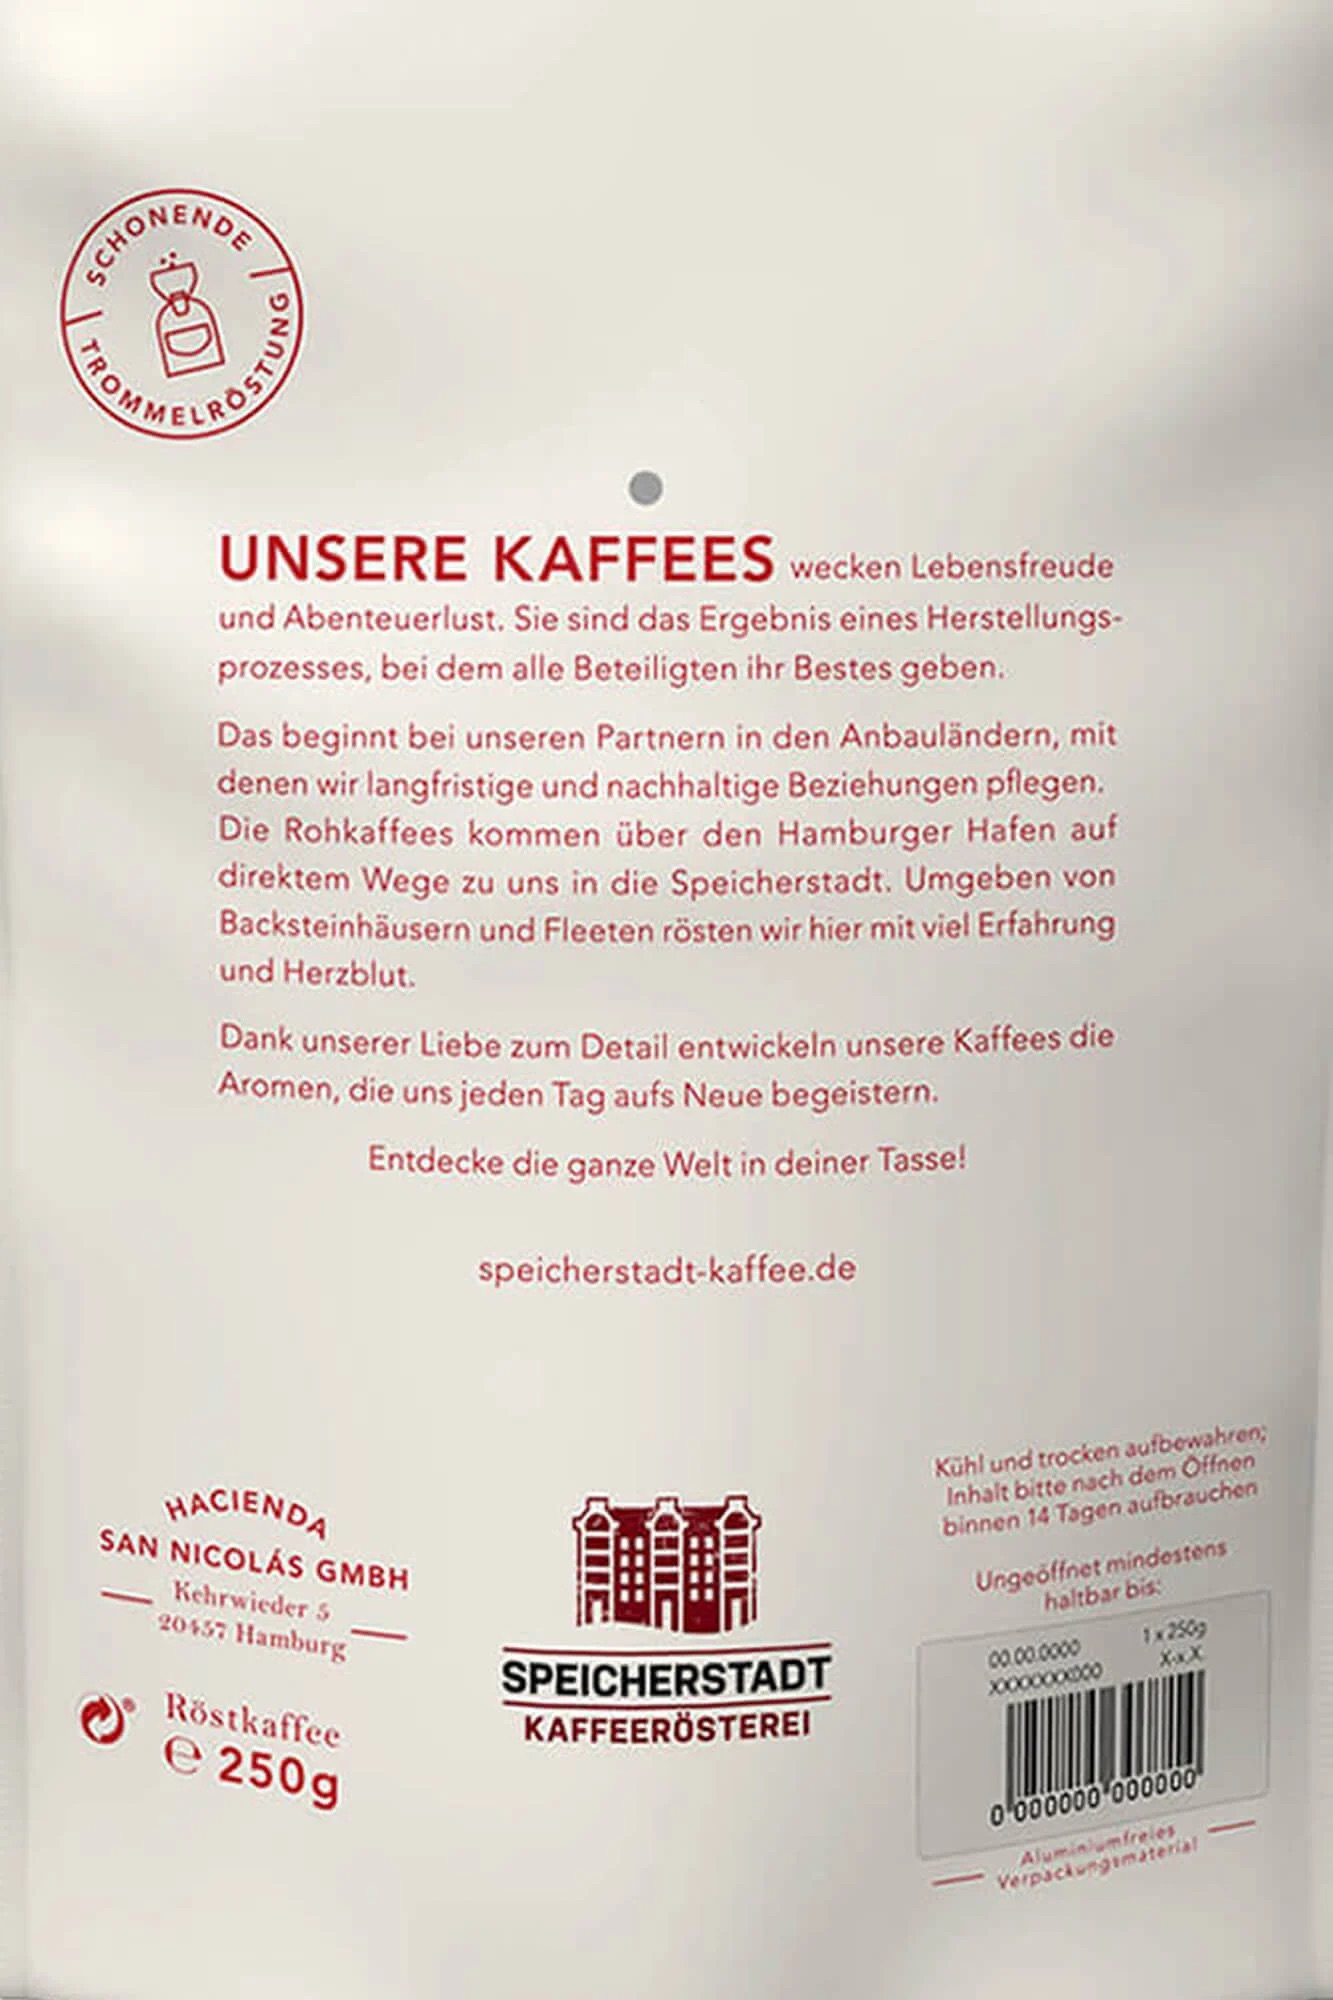 SCHONENDE
TROMMELRÖSTUNG
UNSERE KAFFEES wecken Lebensfreude
und Abenteuerlust. Sie sind das Ergebnis eines Herstellungs-
prozesses, bei dem alle Beteiligten ihr Bestes geben.
Das beginnt bei unseren Partnern in den Anbauländern, mit
denen wir langfristige und nachhaltige Beziehungen pflegen.
Die Rohkaffees kommen über den Hamburger Hafen auf
direktem Wege zu uns in die Speicherstadt. Umgeben von
Backsteinhäusern und Fleeten rösten wir hier mit viel Erfahrung
und Herzblut.
Dank unserer Liebe zum Detail entwickeln unsere Kaffees die
Aromen, die uns jeden Tag aufs Neue begeistern.
Entdecke die ganze Welt in deiner Tasse!
speicherstadt-kaffee.de
HACIENDA
SAN NICOLÁS GMBH
Kehrwieder 5
20457 Hamburg
Röstkaffee
℮ 250g
SPEICHERSTADT
KAFFEERÖSTEREI
Kühl und trocken aufbewahren;
Inhalt bitte nach dem Öffnen
binnen 14 Tagen aufbrauchen
Ungeöffnet mindestens
haltbar bis:
00.00.0000 1 x 250g
XXXXXXX000 X-x.X
0 000000 000000
Aluminiumfreies
Verpackungsmaterial